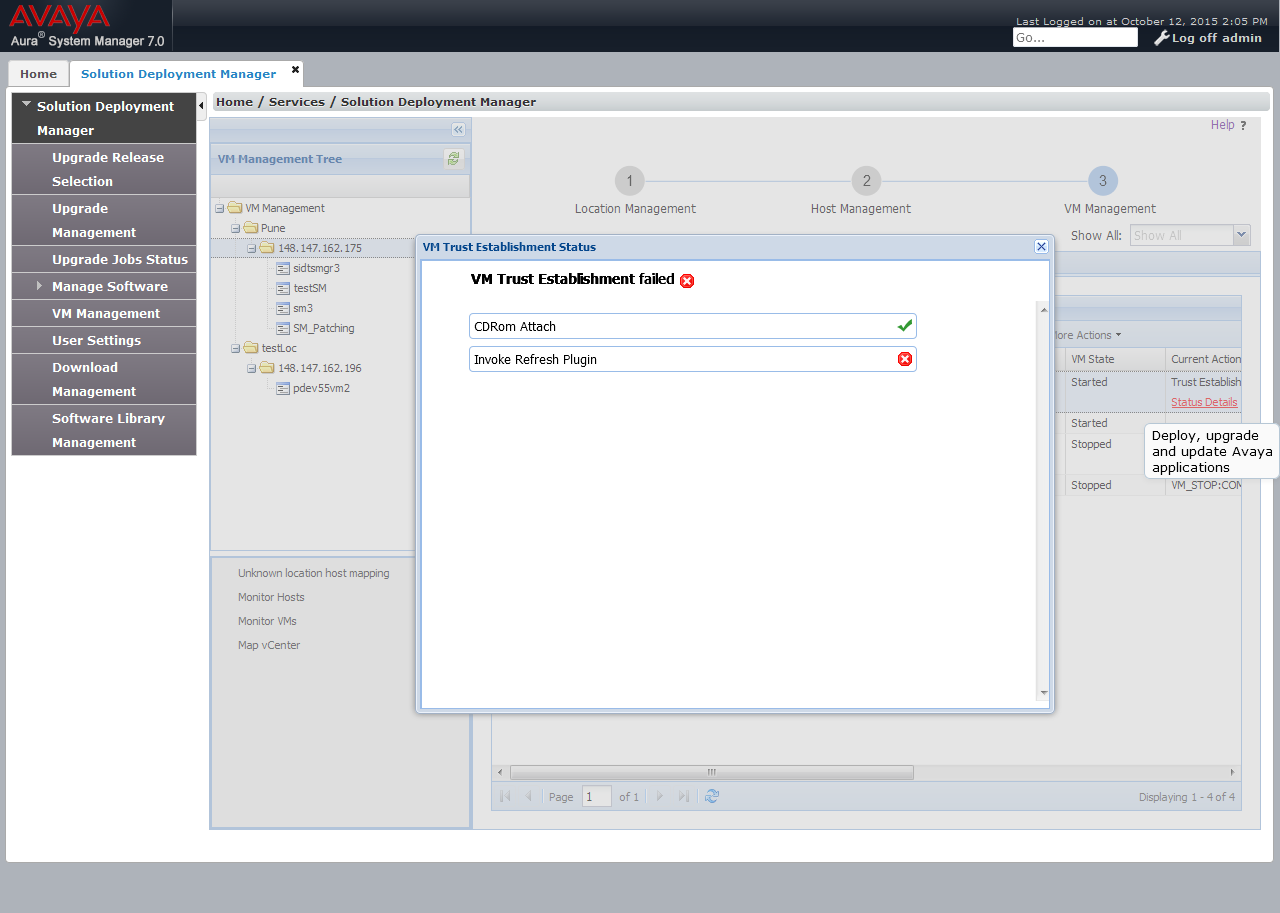 AVAYA
Aura® System Manager 7.0
Last Logged on at October 12, 2015 2:05 PM
Go...
Log off admin
Home
Solution Deployment Manager
Solution Deployment
Manager
Upgrade Release
Selection
Upgrade
Management
Upgrade Jobs Status
Manage Software
VM Management
User Settings
Download
Management
Software Library
Management
Home / Services / Solution Deployment Manager
Help ?
VM Management Tree
VM Management
Pune
148.147.162.175
sidtsmgr3
testSM
sm3
SM_Patching
testLoc
148.147.162.196
pdev55vm2
Unknown location host mapping
Monitor Hosts
Monitor VMs
Map vCenter
1
2
3
Location Management
Host Management
VM Management
Show All:
Show All
VM Trust Establishment Status
VM Trust Establishment failed
CDRom Attach
Invoke Refresh Plugin
Actions
VM State
Current Action
Started
Trust Establish
Status Details
Started
Stopped
Stopped
VM_STOP:COM
Deploy, upgrade
and update Avaya
applications
Page
1
of 1
Displaying 1 - 4 of 4